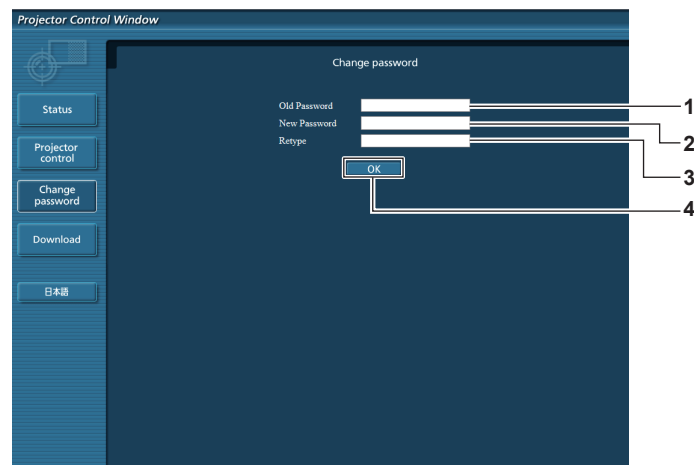 Projector Control Window
Change password
Status
Projector
control
Change
password
Download
日本語
Old Password
New Password
Retype
OK
1
2
3
4